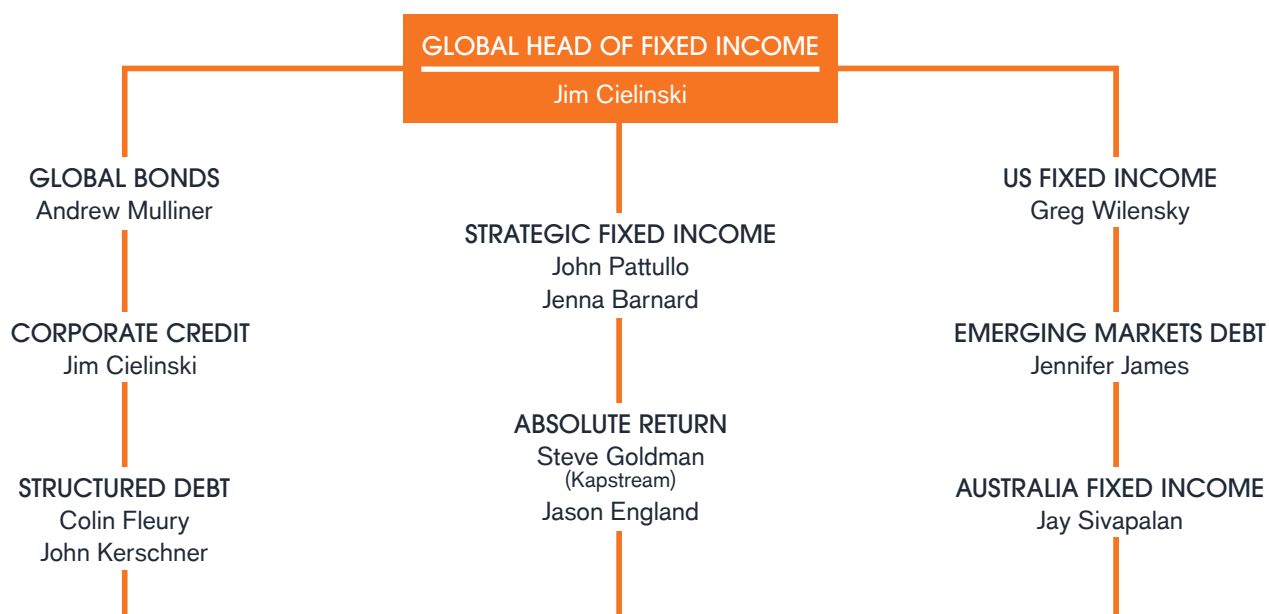 GLOBAL HEAD OF FIXED INCOME
Jim Cielinski
GLOBAL BONDS
Andrew Mulliner
CORPORATE CREDIT
Jim Cielinski
STRUCTURED DEBT
Colin Fleury
John Kerschner
STRATEGIC FIXED INCOME
John Pattullo
Jenna Barnard
ABSOLUTE RETURN
Steve Goldman
(Kapstream)
Jason England
US FIXED INCOME
Greg Wilensky
EMERGING MARKETS DEBT
Jennifer James
AUSTRALIA FIXED INCOME
Jay Sivapalan